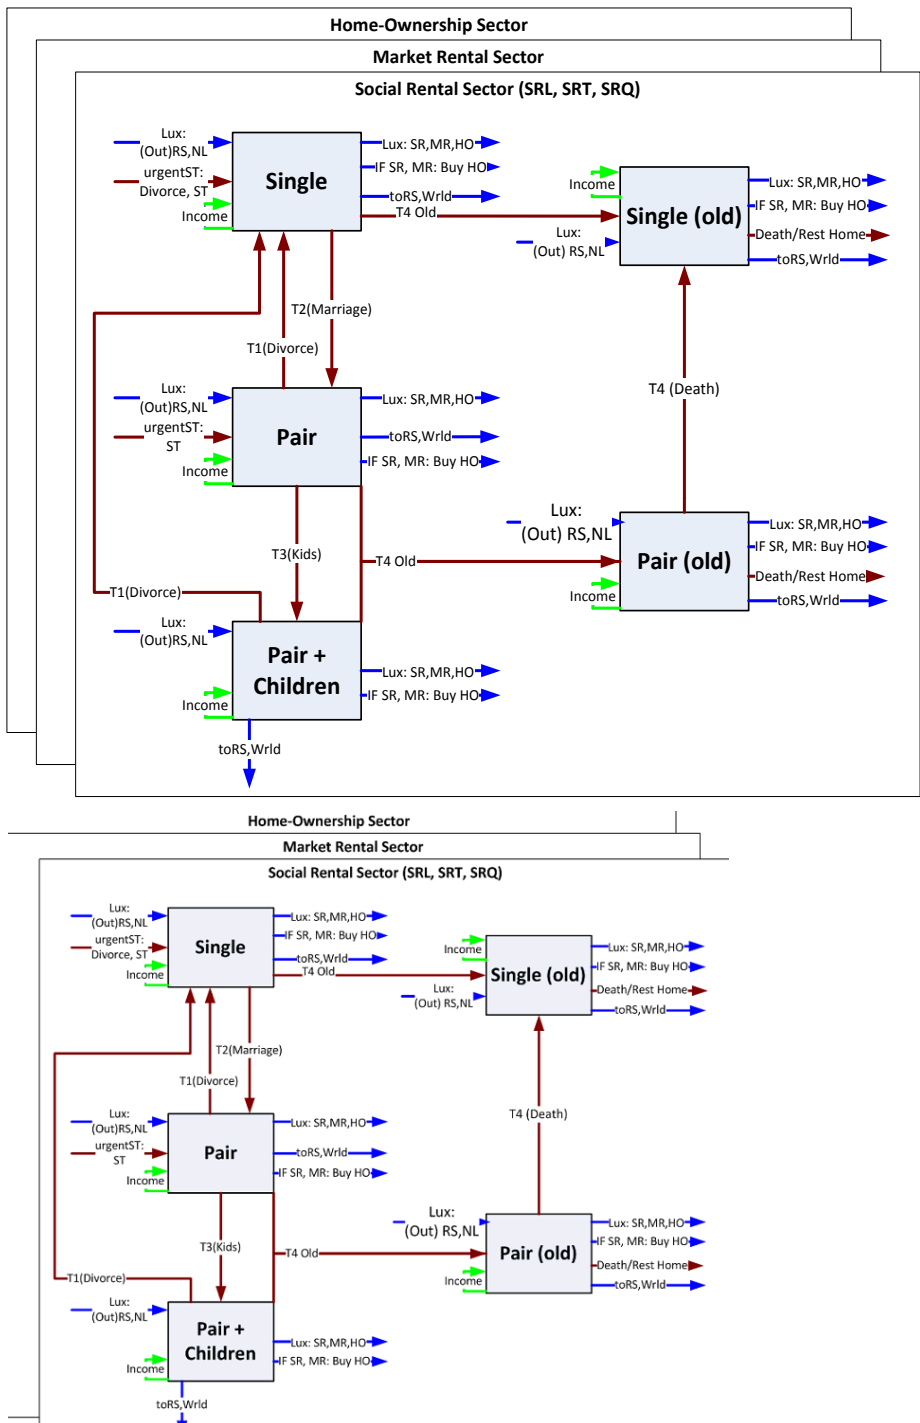 Home-Ownership Sector
Market Rental Sector
Social Rental Sector (SRL, SRT, SRQ)
Lux:
(Out)RS,NL
urgentST:
Divorce, ST
Income
Single
Lux: SR,MR,HO
IF SR, MR: Buy HO
toRS,Wrld
T4 Old
Income
Lux:
(Out) RS,NL
Single (old)
Lux: SR,MR,HO
IF SR, MR: Buy HO
Death/Rest Home
toRS,Wrld
T2(Marriage)
T1(Divorce)
T4 (Death)
Lux:
(Out)RS,NL
urgentST:
ST
Income
Pair
Lux: SR,MR,HO
toRS,Wrld
IF SR, MR: Buy HO
T3(Kids)
T4 Old
Lux:
(Out) RS,NL
Income
Pair (old)
Lux: SR,MR,HO
IF SR, MR: Buy HO
Death/Rest Home
toRS,Wrld
T1(Divorce)
Lux:
(Out)RS,NL
Income
Pair +
Children
Lux: SR,MR,HO
IF SR, MR: Buy HO
toRS,Wrld
Home-Ownership Sector
Market Rental Sector
Social Rental Sector (SRL, SRT, SRQ)
Lux:
(Out)RS,NL
urgentST:
Divorce, ST
Income
Single
Lux: SR,MR,HO
IF SR, MR: Buy HO
toRS,Wrld
T4 Old
Income
Lux:
(Out) RS,NL
Single (old)
Lux: SR,MR,HO
IF SR, MR: Buy HO
Death/Rest Home
toRS,Wrld
T2(Marriage)
T1(Divorce)
T4 (Death)
Lux:
(Out)RS,NL
urgentST:
ST
Income
Pair
Lux: SR,MR,HO
toRS,Wrld
IF SR, MR: Buy HO
T3(Kids)
T4 Old
Lux:
(Out) RS,NL
Income
Pair (old)
Lux: SR,MR,HO
IF SR, MR: Buy HO
Death/Rest Home
toRS,Wrld
T1(Divorce)
Lux:
(Out)RS,NL
Income
Pair +
Children
Lux: SR,MR,HO
IF SR, MR: Buy HO
toRS,Wrld